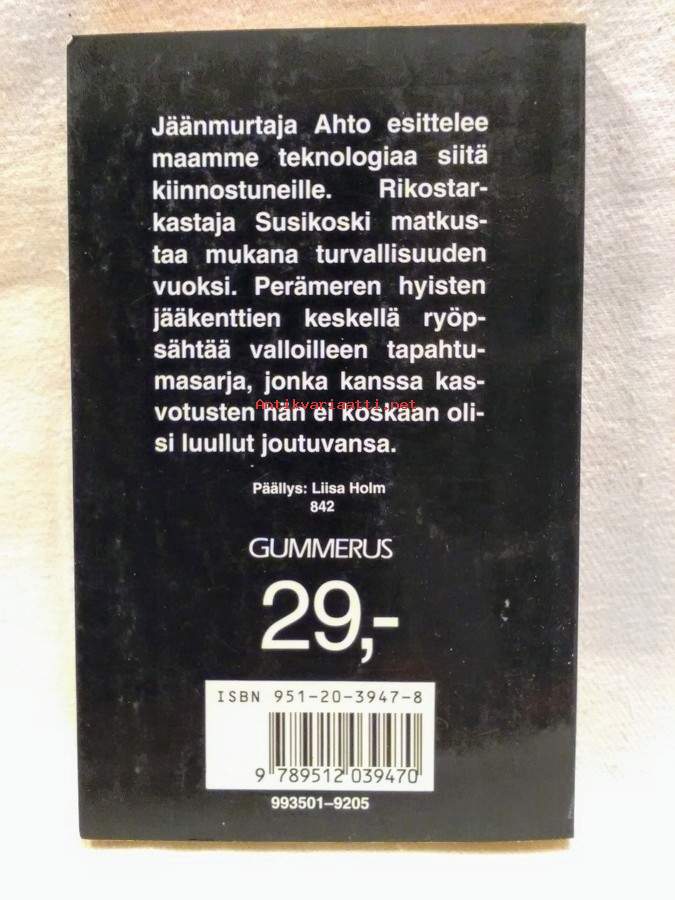 Jäänmurtaja Ahto esittelee
maamme teknologiaa siitä
kiinnostuneille. Rikostar-
kastaja Susikoski matkus-
taa mukana turvallisuuden
vuoksi. Perämeren hyisten
jääkenttien keskellä ryöp-
sähtää valloilleen tapahtu-
masarja, jonka kanssa kas-
Antikvariaatti.net
votusten hän ei koskaan oli-
si luullut joutuvansa.
Päällys: Liisa Holm
842
GUMMERUS
29,-
ISBN 951-20-3947-8
9 789512 039470
993501-9205